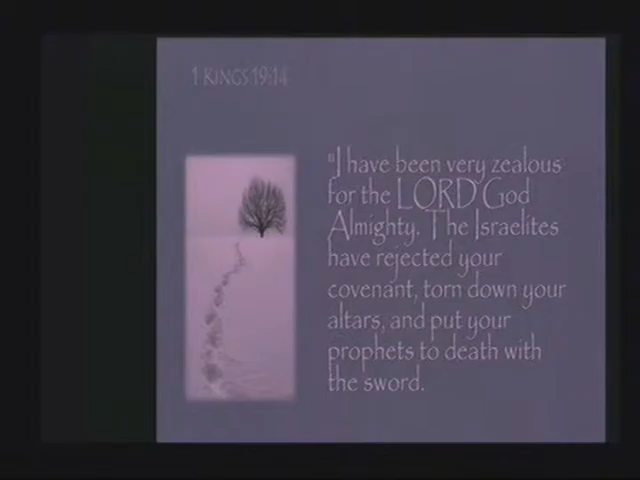 1 KINGS 19:14
"I have been very zealous
for the LORD God
Almighty. The Israelites
have rejected your
covenant, torn down your
altars, and put your
prophets to death with
the sword.